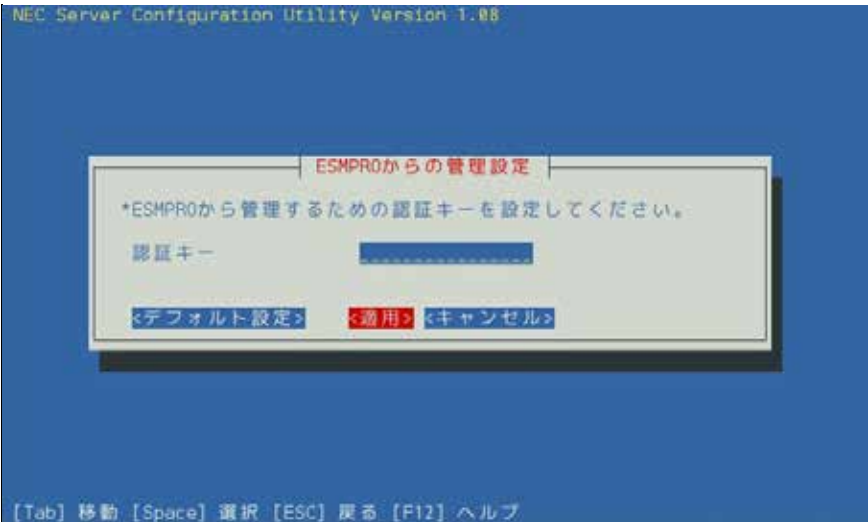 NEC Server Configuration Utility Version 1.08
ESMPROからの管理設定
*ESMPROから管理するための認証キーを設定してください。
認証キー
<デフォルト設定> <適用> <キャンセル>
[Tab] 移動 [Space] 選択 [ESC] 戻る [F12] ヘルプ